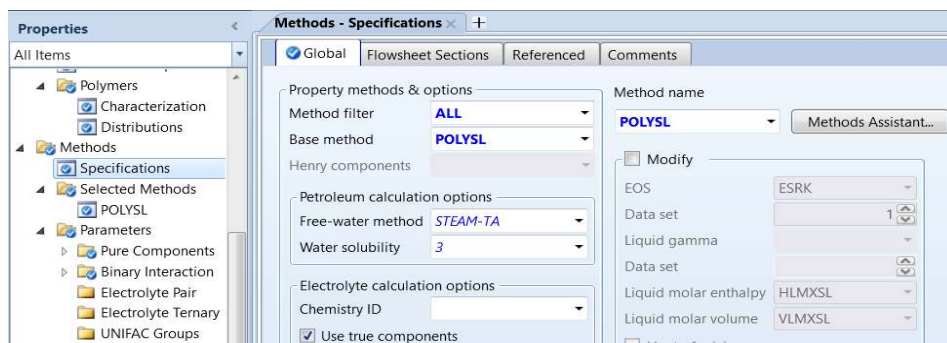 Properties
All Items
Polymers
Characterization
Distributions
Methods
Specifications
Selected Methods
POLYSL
Parameters
Pure Components
Binary Interaction
Electrolyte Pair
Electrolyte Ternary
UNIFAC Groups
Methods - Specifications × +
Global Flowsheet Sections Referenced Comments
Property methods & options
Method filter ALL
Base method POLYSL
Henry components
Petroleum calculation options
Free-water method STEAM-TA
Water solubility 3
Electrolyte calculation options
Chemistry ID
Use true components
Method name
POLYSL Methods Assistant...
Modify
EOS ESRK
Data set 1
Liquid gamma
Data set
Liquid molar enthalpy HLMXSL
Liquid molar volume VLMXSL